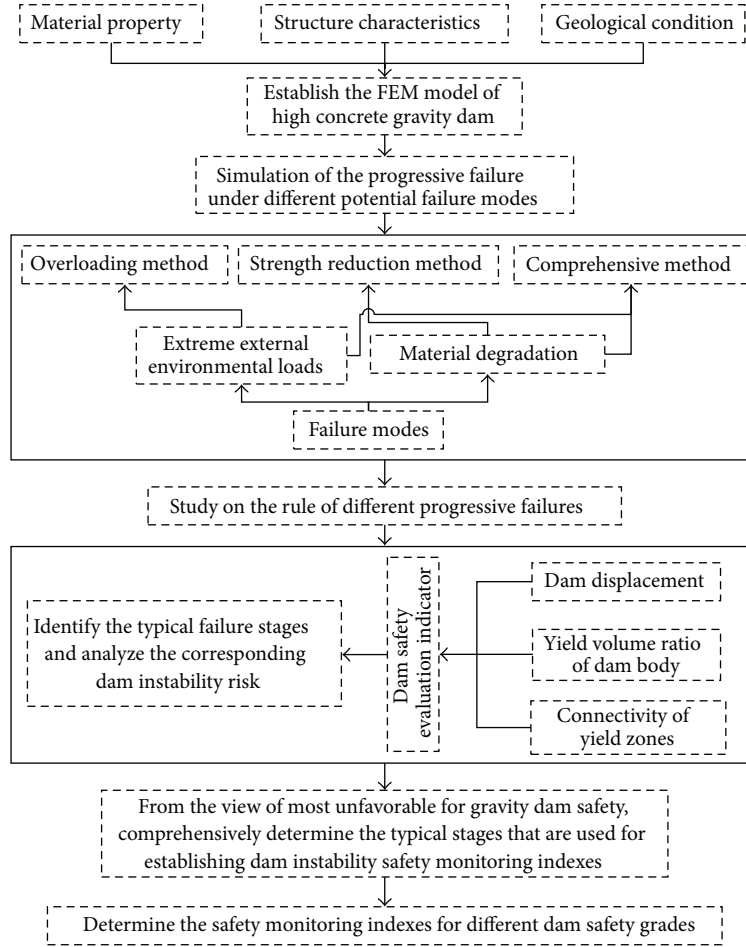 Material property
Structure characteristics
Geological condition
Establish the FEM model of
high concrete gravity dam
Simulation of the progressive failure
under different potential failure modes
Overloading method
Strength reduction method
Comprehensive method
Extreme external
environmental loads
Material degradation
Failure modes
Study on the rule of different progressive failures
Identify the typical failure stages
and analyze the corresponding
dam instability risk
Dam safety
evaluation indicator
Dam displacement
Yield volume ratio
of dam body
Connectivity of
yield zones
From the view of most unfavorable for gravity dam safety,
comprehensively determine the typical stages that are used for
establishing dam instability safety monitoring indexes
Determine the safety monitoring indexes for different dam safety grades